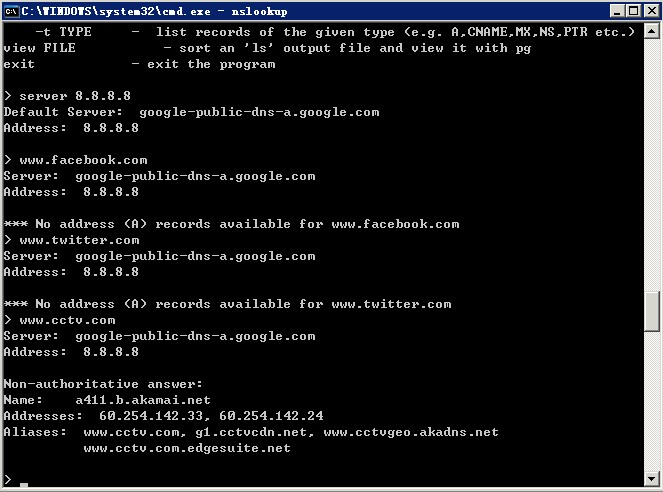 C:\WINDOWS\system32\cmd.exe - nslookup
-t TYPE - list records of the given type (e.g. A,CNAME,MX,NS,PTR etc.)
view FILE - sort an 'ls' output file and view it with pg
exit - exit the program
> server 8.8.8.8
Default Server: google-public-dns-a.google.com
Address: 8.8.8.8
> www.facebook.com
Server: google-public-dns-a.google.com
Address: 8.8.8.8
*** No address (A) records available for www.facebook.com
> www.twitter.com
Server: google-public-dns-a.google.com
Address: 8.8.8.8
*** No address (A) records available for www.twitter.com
> www.cctv.com
Server: google-public-dns-a.google.com
Address: 8.8.8.8
Non-authoritative answer:
Name: a411.b.akamai.net
Addresses: 60.254.142.33, 60.254.142.24
Aliases: www.cctv.com, g1.cctvcdn.net, www.cctvgeo.akadns.net
www.cctv.com.edgesuite.net
> _